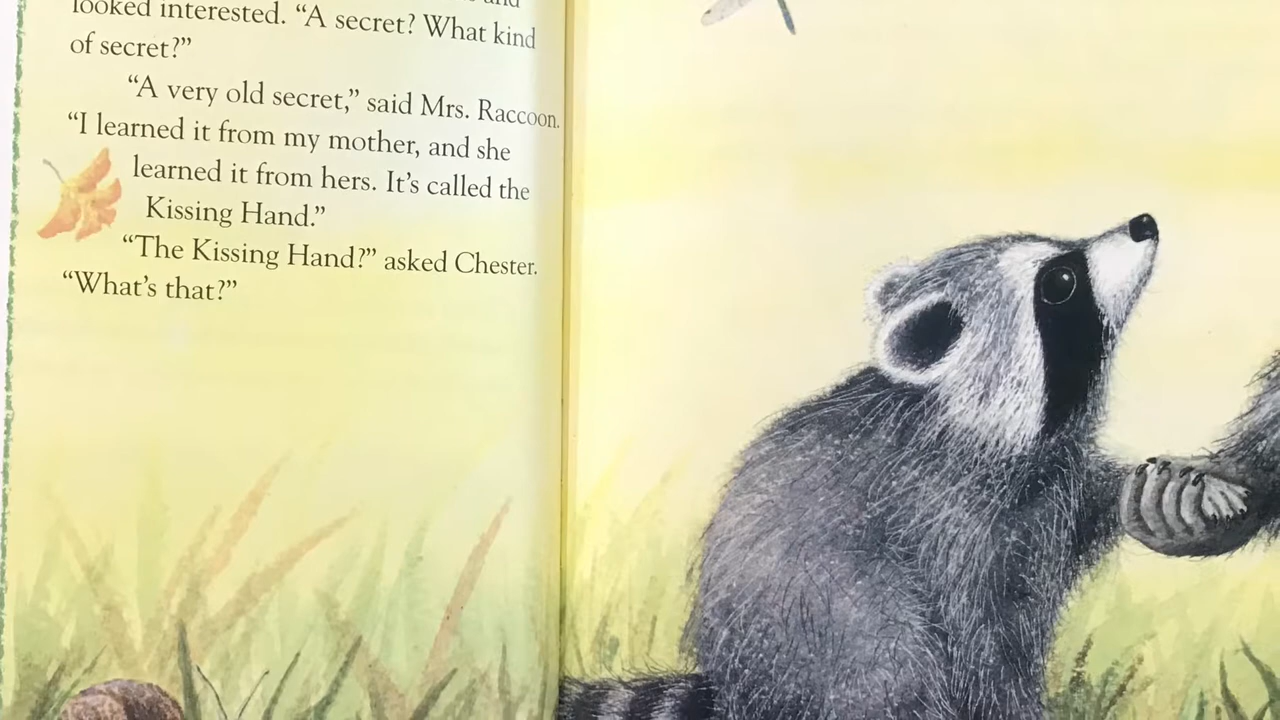 looked interested. “A secret? What kind
of secret?”
“A very old secret,” said Mrs. Raccoon.
“I learned it from my mother, and she
learned it from hers. It’s called the
Kissing Hand.”
“The Kissing Hand?” asked Chester.
“What’s that?”